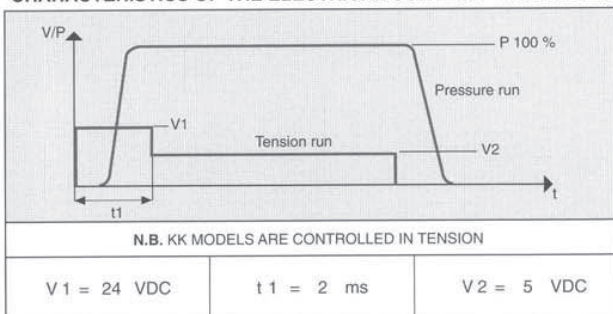 V/P
P 100 %
Pressure run
V1
Tension run
V2
t
t1
N.B. KK MODELS ARE CONTROLLED IN TENSION
V 1 = 24 VDC
t 1 = 2 ms
V 2 = 5 VDC